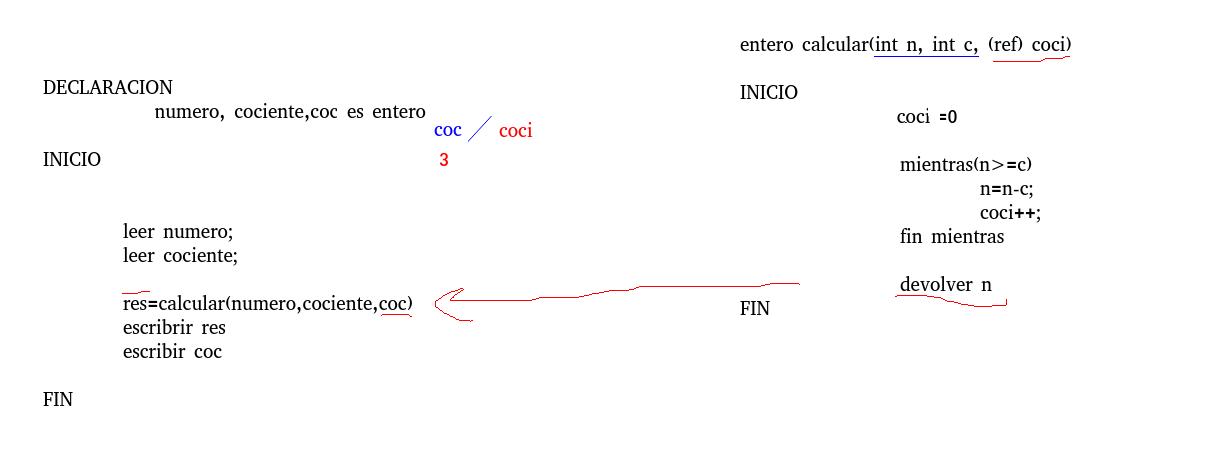 DECLARACION
numero, cociente,coc es entero
coc / coci
INICIO
3
leer numero;
leer cociente;
res=calcular(numero,cociente,coc)
escribrir res
escribir coc
FIN
entero calcular(int n, int c, (ref) coci)
INICIO
coci =0
mientras(n>=c)
n=n-c;
coci++;
fin mientras
devolver n
FIN